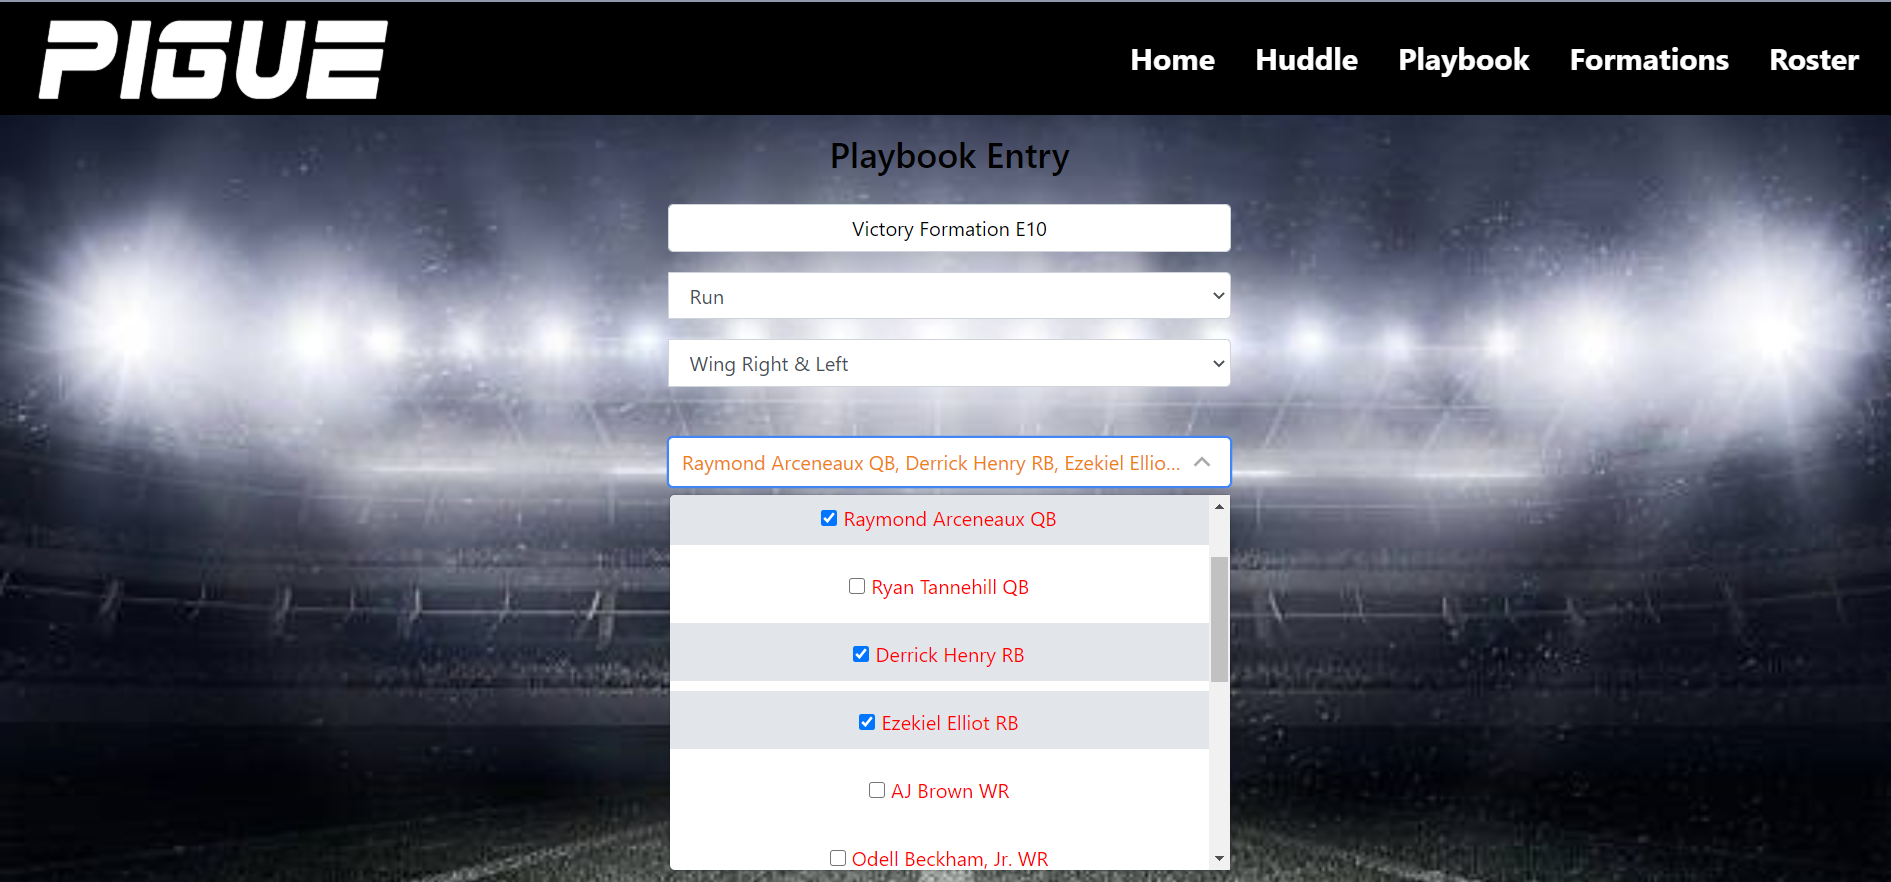 PIGUE
Home Huddle Playbook Formations Roster
Playbook Entry
Victory Formation E10
Run
Wing Right & Left
Raymond Arceneaux QB, Derrick Henry RB, Ezekiel Ellio...
Raymond Arceneaux QB
Ryan Tannehill QB
Derrick Henry RB
Ezekiel Elliot RB
AJ Brown WR
Odell Beckham, Jr. WR